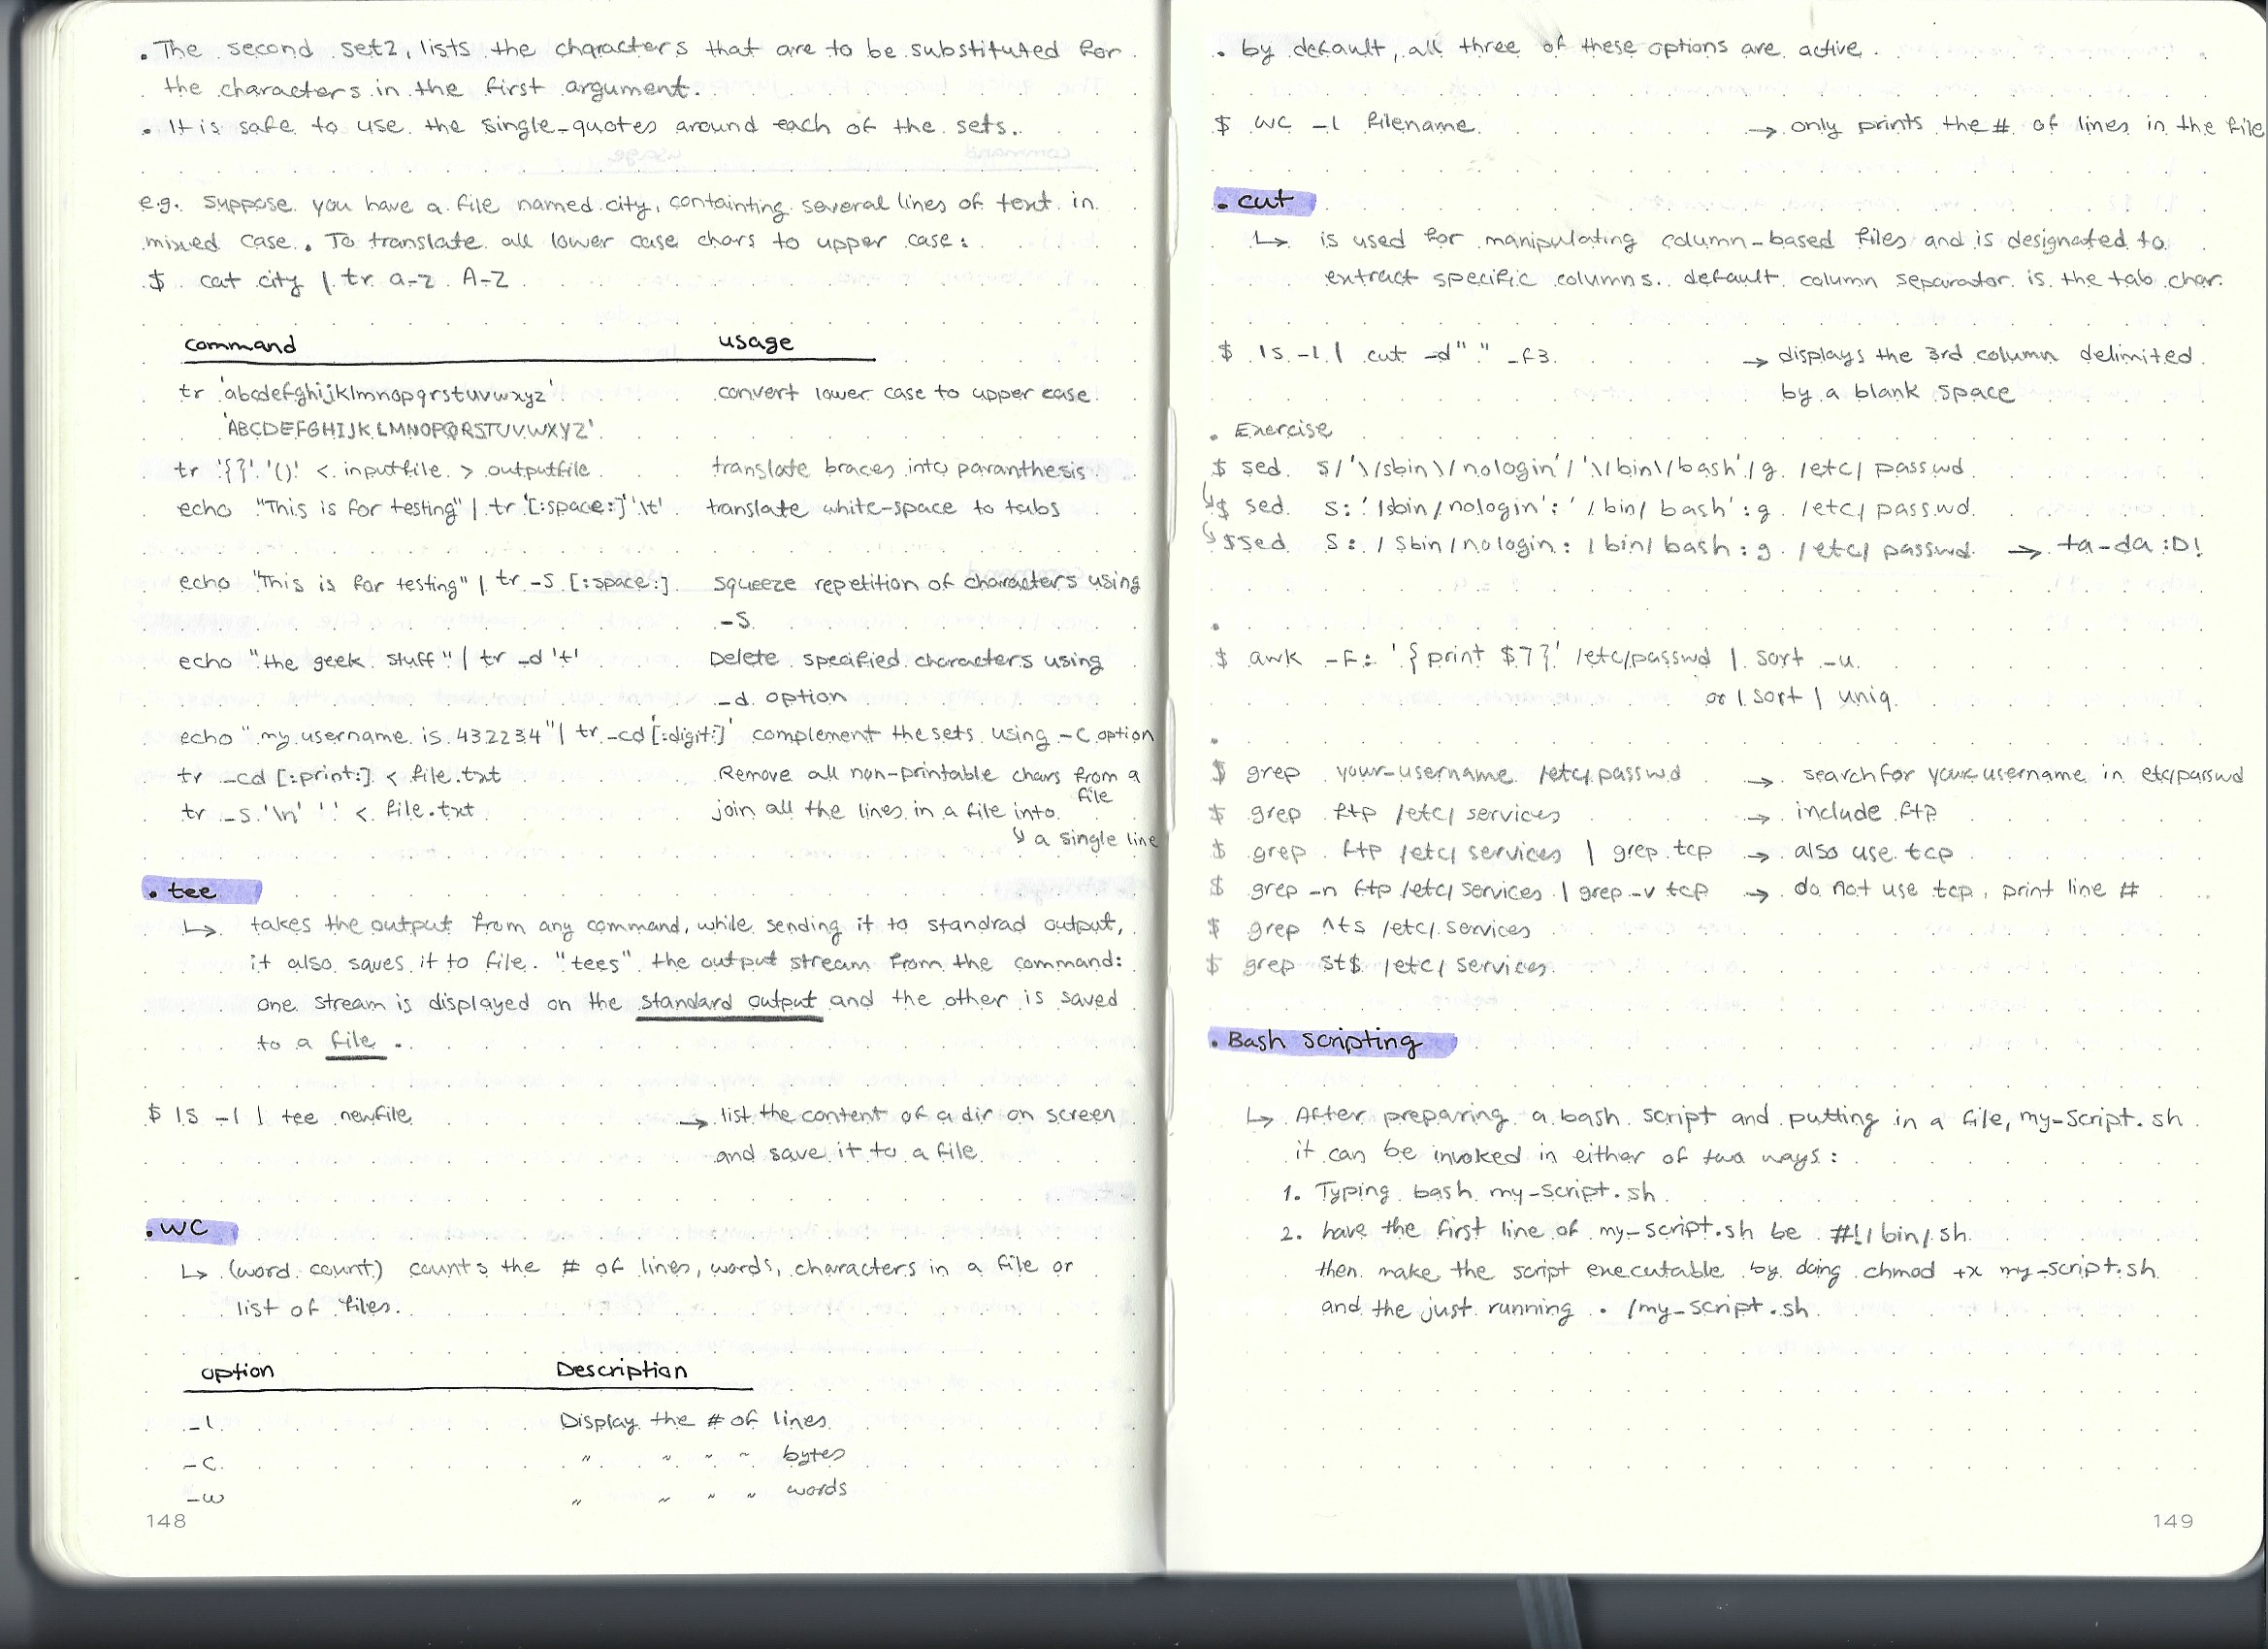 . The second set2, lists the characters that are to be substituted for
the characters in the first argument.
. It is safe to use the single-quotes around each of the sets.
e.g. suppose you have a file named city, containting several lines of text in
mixed case. To translate all lower case chars to upper case:
$ cat city | tr a-z A-Z
command usage
tr 'abcdefghijklmnopqrstuvwxyz' convert lower case to upper case
'ABCDEFGHIJKLMNOPQRSTUVWXYZ'
tr '{}' '()' < inputfile > outputfile translate braces into paranthesis
echo "This is for testing" | tr '[:space:]' '\t' translate white-space to tabs
echo "This is for testing" | tr -s [:space:] squeeze repetition of characters using
-s
echo "the geek stuff" | tr -d 't' Delete specified characters using
-d option
echo "my username is 432234" | tr -cd '[:digit:]' complement the sets using -c option
tr -cd [:print:] < file.txt Remove all non-printable chars from a
file
tr -s '\n' ' ' < file.txt join all the lines in a file into
↳ a single line
. tee
↳ takes the output from any command, while sending it to standrad output,
it also saves it to file. "tees" the output stream from the command:
one stream is displayed on the standard output and the other is saved
to a file.
$ ls -l | tee newfile → list the content of a dir on screen
and save it to a file
. wc
↳ (word count) counts the # of lines, words, characters in a file or
list of files.
option Description
-l Display the # of lines
-c " " " " bytes
-w " " " " words
148
. by default, all three of these options are active.
$ wc -l filename → only prints the # of lines in the file
. cut
↳ is used for manipulating column-based files and is designated to
extract specific columns. default column separator is the tab char.
$ ls -l | cut -d" " -f3 → displays the 3rd column delimited
by a blank space
. Exercise
$ sed s/'\/sbin\/nologin'/'\/bin\/bash'/g /etc/passwd
↳$ sed s:'/sbin/nologin':'/bin/bash':g /etc/passwd
↳$sed s:/sbin/nologin:/bin/bash:g /etc/passwd → ta-da :D!
.
$ awk -F: '{print $7}' /etc/passwd | sort -u
or | sort | uniq
.
$ grep your-username /etc/passwd → search for your username in etc/passwd
$ grep ftp /etc/services → include ftp
$ grep ftp /etc/services | grep tcp → also use tcp
$ grep -n ftp /etc/services | grep -v tcp → do not use tcp, print line #
$ grep ^ts /etc/services
$ grep st$ /etc/services
. Bash scripting
↳ After preparing a bash script and putting in a file, my-script.sh
it can be invoked in either of two ways:
1. Typing bash my-script.sh
2. have the first line of my-script.sh be #!/bin/sh
then make the script executable by doing chmod +x my-script.sh
and the just running ./my-script.sh
149